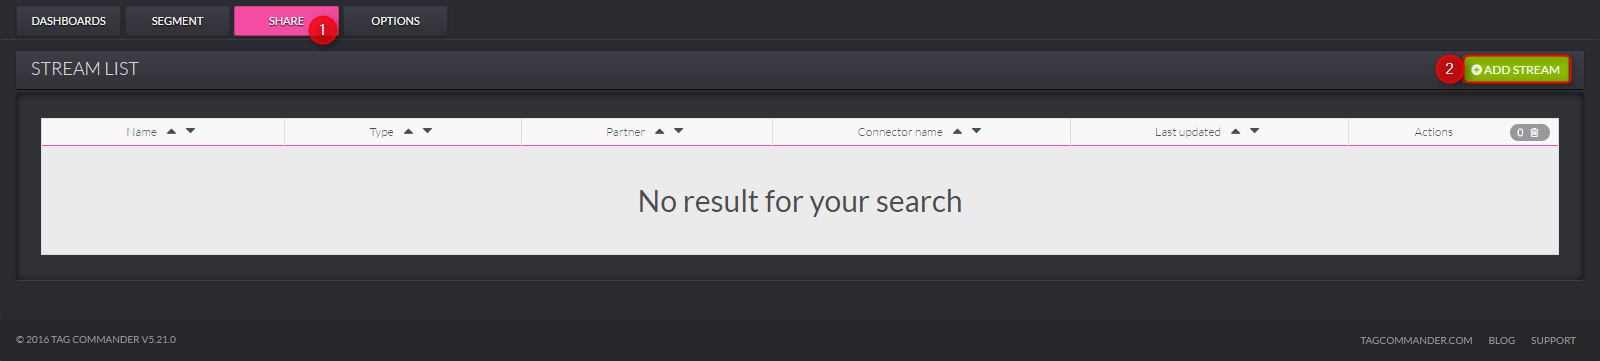 DASHBOARDS SEGMENT SHARE 1 OPTIONS
STREAM LIST 2 ADD STREAM
Name Type Partner Connector name Last updated Actions 0
No result for your search
© 2016 TAG COMMANDER V5.21.0 TAGCOMMANDER.COM BLOG SUPPORT